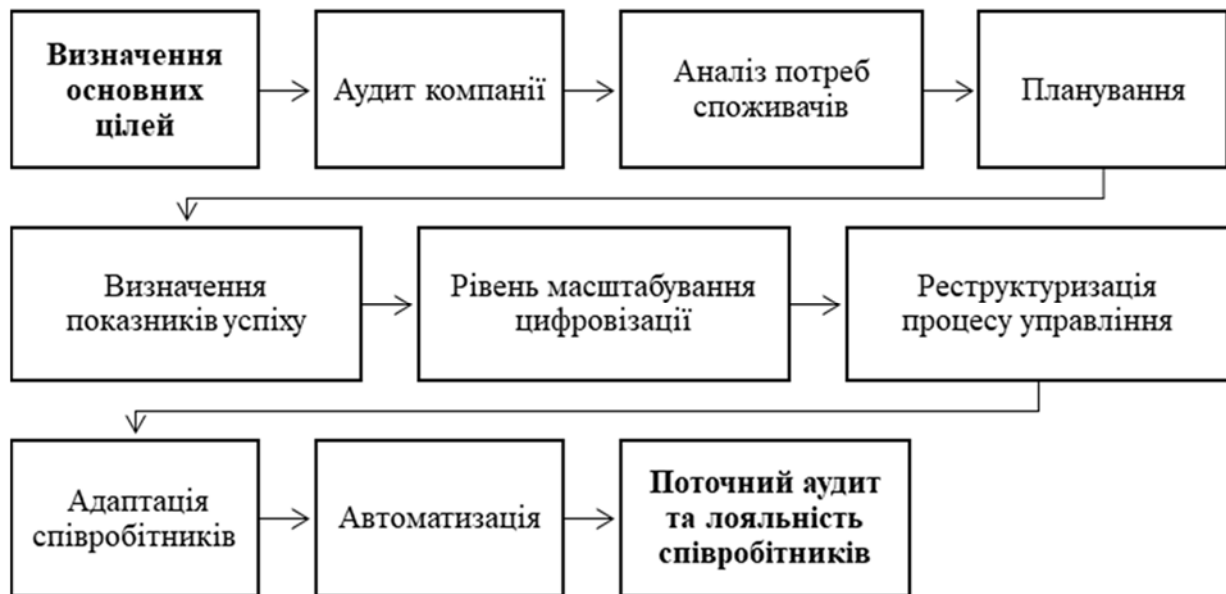 Визначення
основних
цілей
Аудит компанії
Аналіз потреб
споживачів
Планування
Визначення
показників успіху
Рівень масштабування
цифровізації
Реструктуризація
процесу управління
Адаптація
співробітників
Автоматизація
Поточний аудит
та лояльність
співробітників